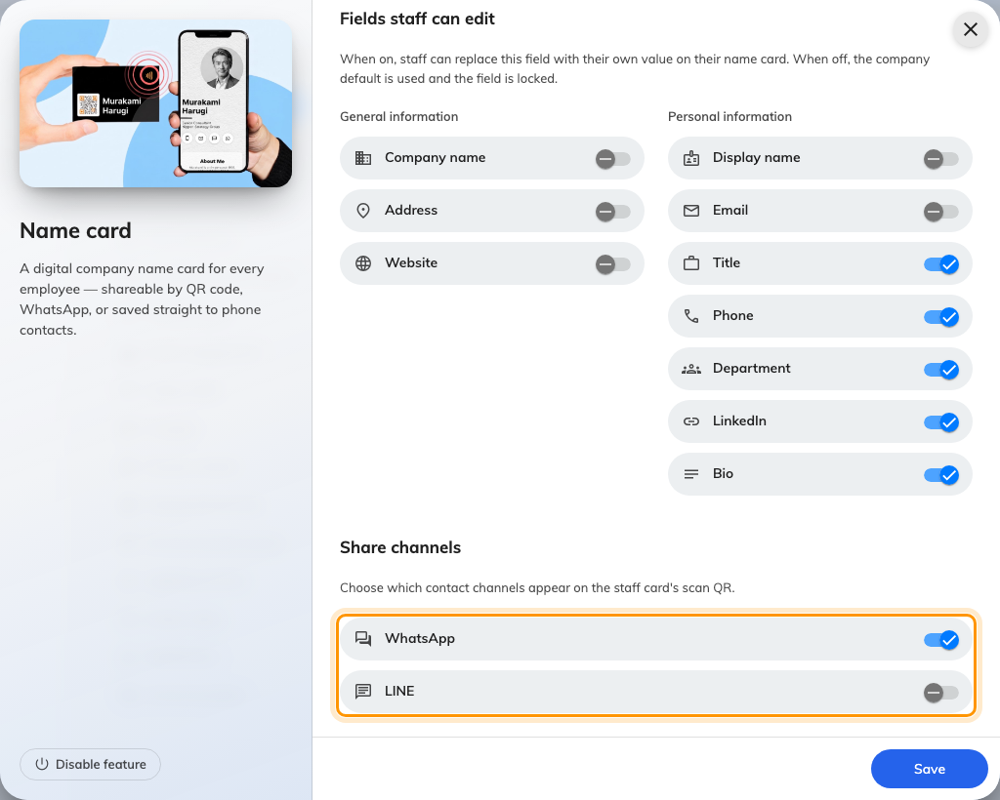 Murakami
Harugi
Murakami
Harugi
About Me
Name card
A digital company name card for every
employee — shareable by QR code,
WhatsApp, or saved straight to phone
contacts.
Disable feature
Fields staff can edit
When on, staff can replace this field with their own value on their name card. When off, the company
default is used and the field is locked.
General information
Company name
Address
Website
Personal information
Display name
Email
Title
Phone
Department
LinkedIn
Bio
Share channels
Choose which contact channels appear on the staff card's scan QR.
WhatsApp
LINE
Save